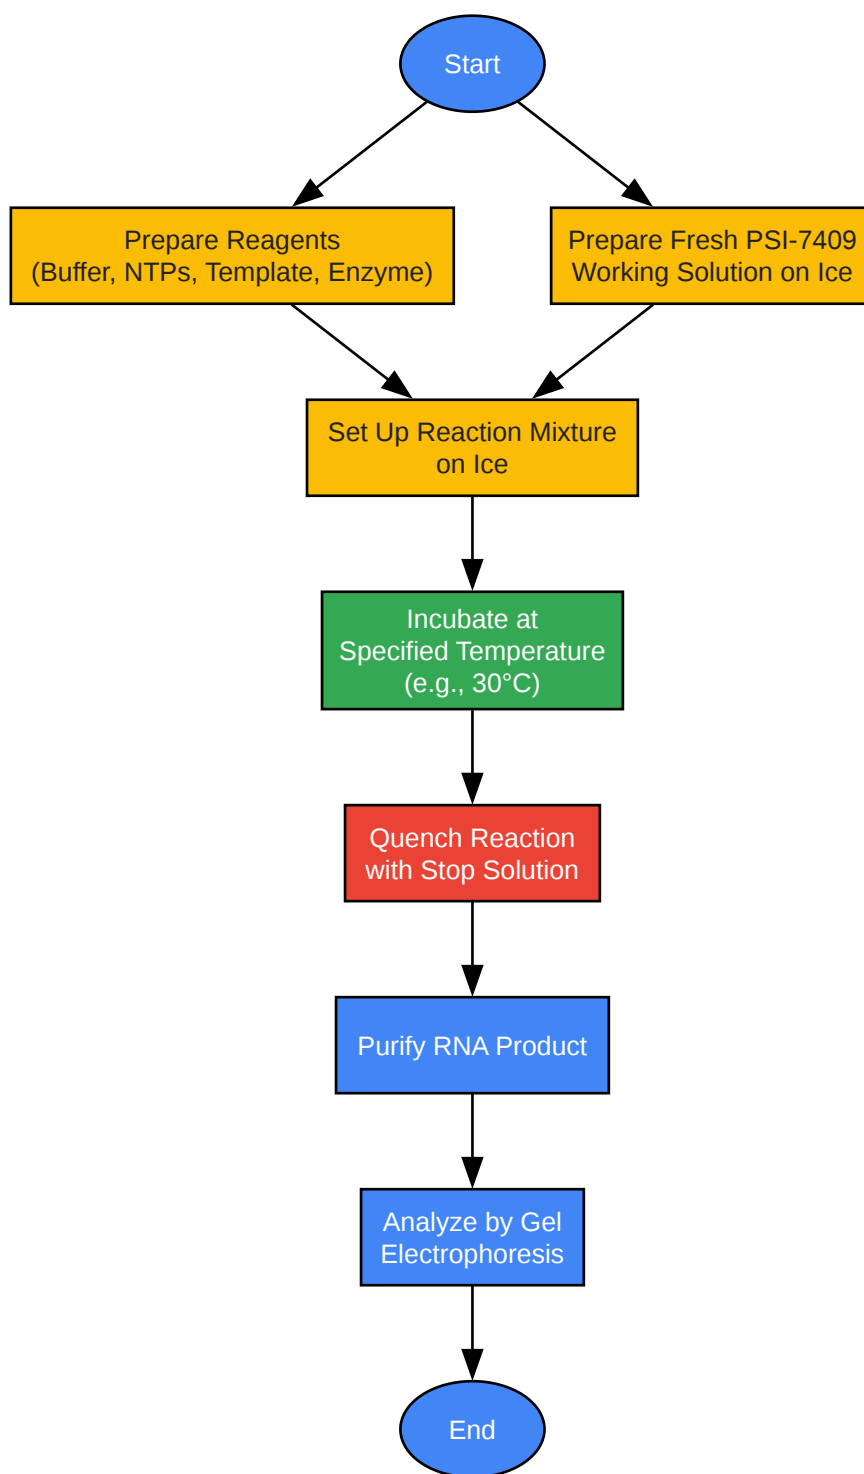 Start
Prepare Reagents
(Buffer, NTPs, Template, Enzyme)
Prepare Fresh PSI-7409
Working Solution on Ice
Set Up Reaction Mixture
on Ice
Incubate at
Specified Temperature
(e.g., 30°C)
Quench Reaction
with Stop Solution
Purify RNA Product
Analyze by Gel
Electrophoresis
End